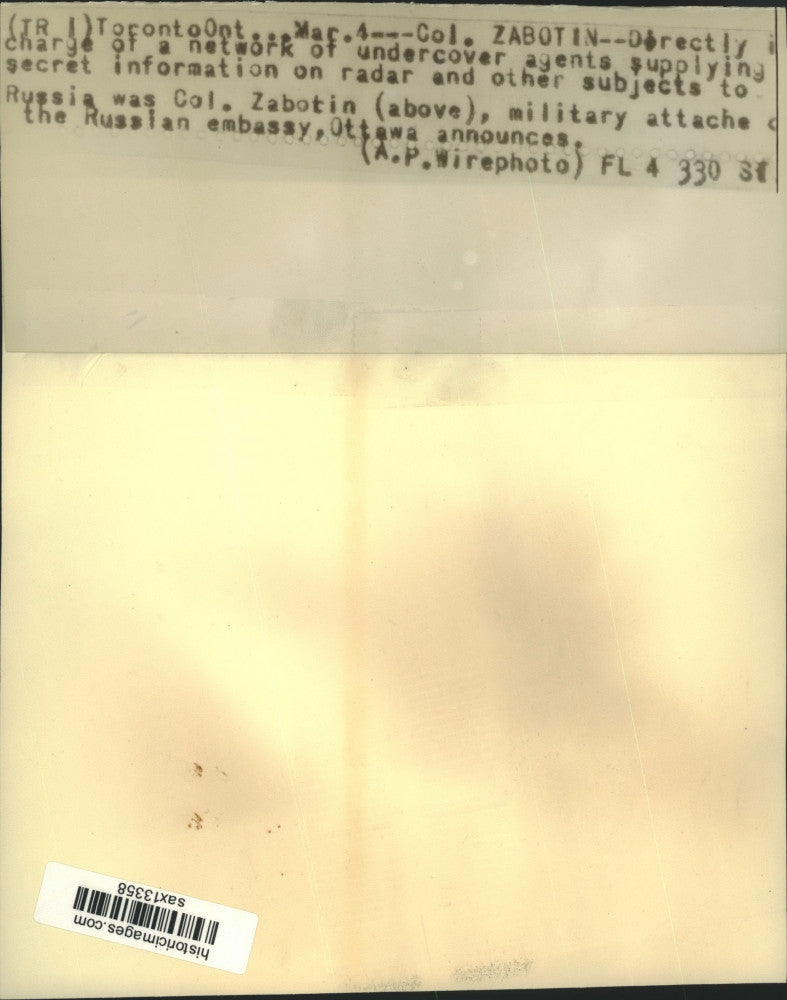 (TR 1)TorontoOnt...Mar.4---Col. ZABOTIN--Directly i
charge of a network of undercover agents supplying
secret information on radar and other subjects to
Russia was Col. Zabotin (above), military attache o
the Russian embassy,Ottawa announces.
(A.P.Wirephoto) FL 4 330 St
historicimages.com
sax13358